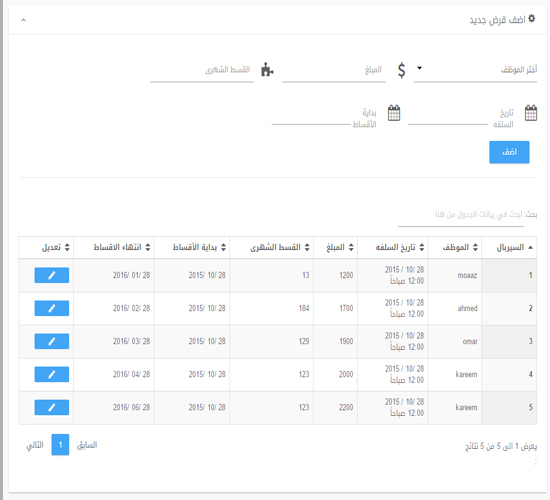 اضف قرض جديد
أختر الموظف
المبلغ
القسط الشهرى
تاريخ السلفه
بداية الأقساط
اضف
بحث: ابحث في بيانات الجدول من هنا
السيريال الموظف تاريخ السلفه المبلغ القسط الشهرى بداية الأقساط انتهاء الاقساط تعديل
1 moaaz 28 /10 / 2015 12:00 صباحاً 1200 13 28 /10 /2015 28 /01 /2016
2 ahmed 28 /10 / 2015 12:00 صباحاً 1700 184 28 /10 /2015 28 /02 /2016
3 omar 28 /10 / 2015 12:00 صباحاً 1900 129 28 /10 /2015 28 /03 /2016
4 kareem 28 /10 / 2015 12:00 صباحاً 2000 123 28 /10 /2015 28 /04 /2016
5 kareem 28 /10 / 2015 12:00 صباحاً 2200 123 28 /10 /2015 28 /06 /2016
يعرض 1 الى 5 من 5 نتائج
:
السابق 1 التالي